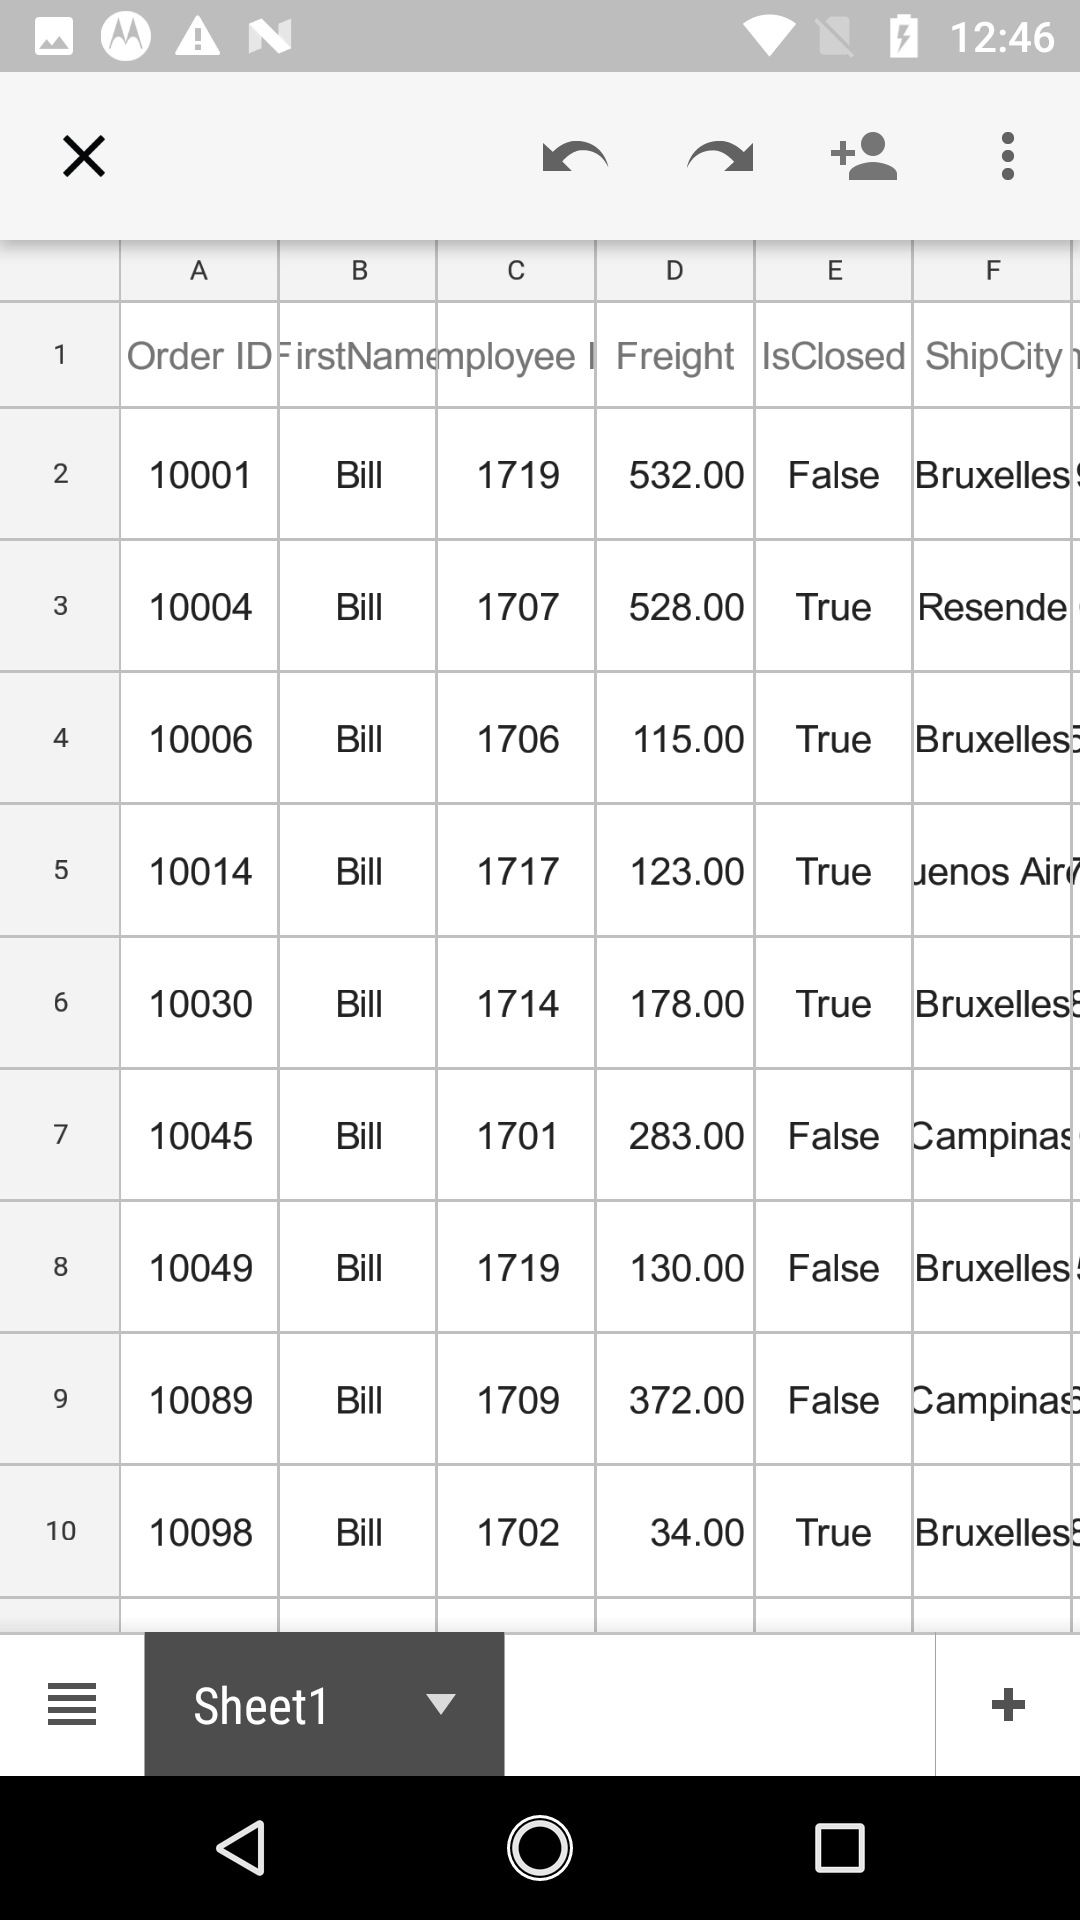 12:46
A B C D E F
1 Order ID FirstName mployee I Freight IsClosed ShipCity
2 10001 Bill 1719 532.00 False Bruxelles
3 10004 Bill 1707 528.00 True Resende
4 10006 Bill 1706 115.00 True Bruxelles
5 10014 Bill 1717 123.00 True uenos Aire
6 10030 Bill 1714 178.00 True Bruxelles
7 10045 Bill 1701 283.00 False Campinas
8 10049 Bill 1719 130.00 False Bruxelles
9 10089 Bill 1709 372.00 False Campinas
10 10098 Bill 1702 34.00 True Bruxelles
Sheet1